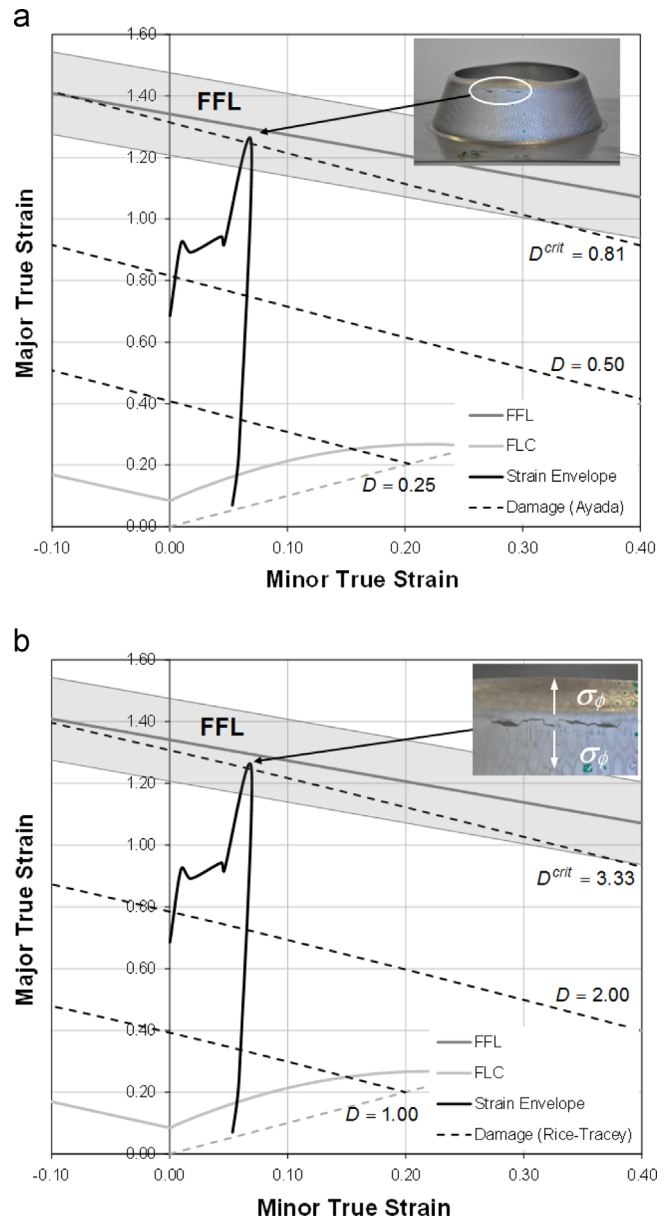 a
1.60
1.40
1.20
1.00
0.80
0.60
0.40
0.20
0.00
-0.10
0.00
0.10
0.20
0.30
0.40
Major True Strain
Minor True Strain
FFL
D^crit = 0.81
D = 0.50
D = 0.25
FFL
FLC
Strain Envelope
Damage (Ayada)
b
1.60
1.40
1.20
1.00
0.80
0.60
0.40
0.20
0.00
-0.10
0.00
0.10
0.20
0.30
0.40
Major True Strain
Minor True Strain
FFL
σϕ
σϕ
D^crit = 3.33
D = 2.00
D = 1.00
FFL
FLC
Strain Envelope
Damage (Rice-Tracey)